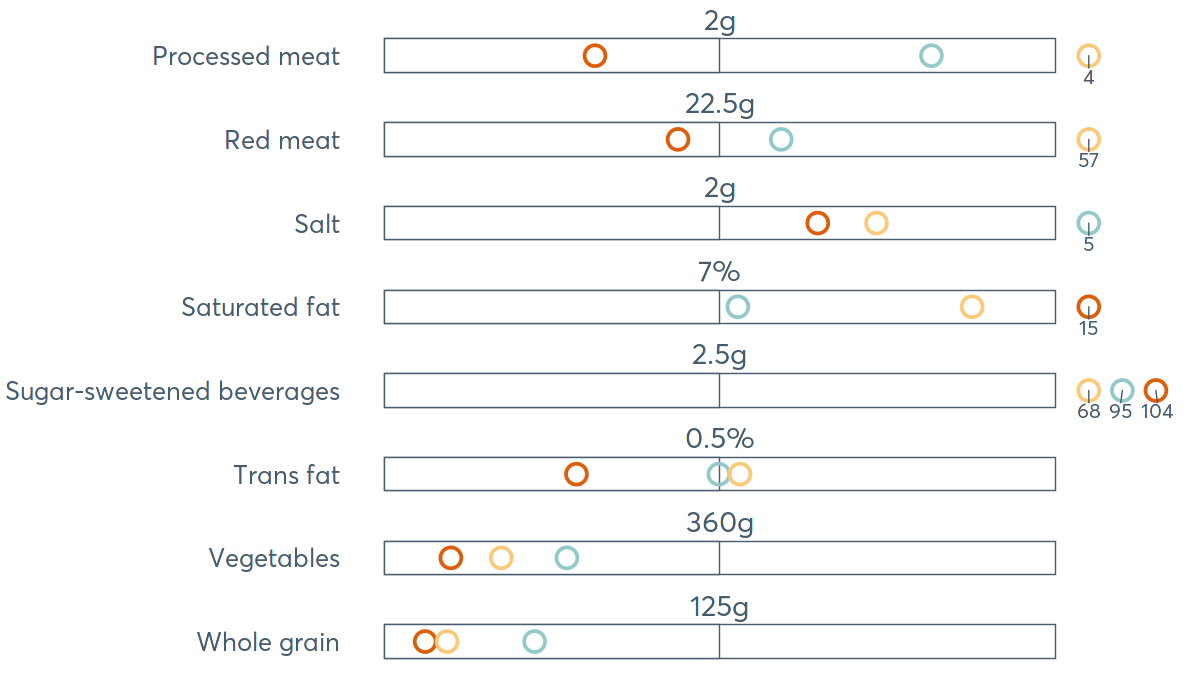 2g
Processed meat
4
22.5g
Red meat
57
2g
Salt
5
7%
Saturated fat
15
2.5g
Sugar-sweetened beverages
68 95 104
0.5%
Trans fat
360g
Vegetables
125g
Whole grain